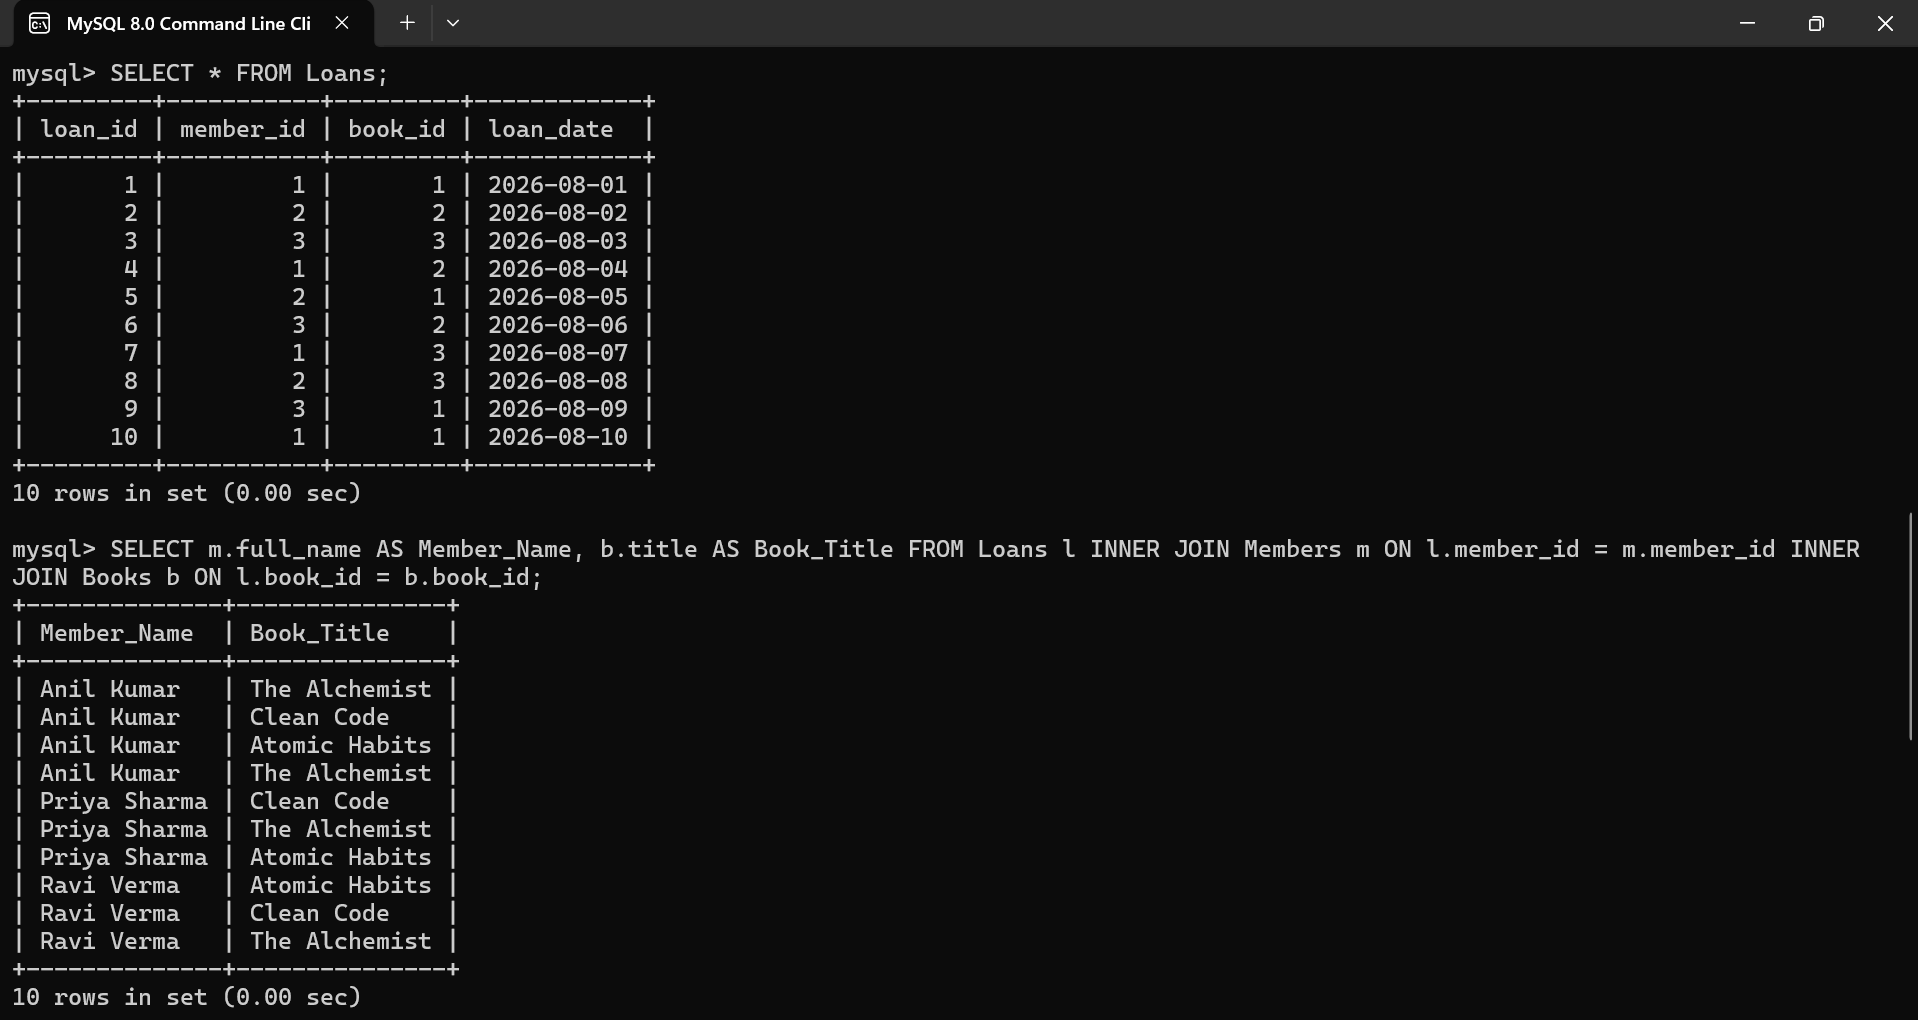 MySQL 8.0 Command Line Cli
mysql> SELECT * FROM Loans;
+---------+-----------+---------+------------+
| loan_id | member_id | book_id | loan_date  |
+---------+-----------+---------+------------+
|       1 |         1 |       1 | 2026-08-01 |
|       2 |         2 |       2 | 2026-08-02 |
|       3 |         3 |       3 | 2026-08-03 |
|       4 |         1 |       2 | 2026-08-04 |
|       5 |         2 |       1 | 2026-08-05 |
|       6 |         3 |       2 | 2026-08-06 |
|       7 |         1 |       3 | 2026-08-07 |
|       8 |         2 |       3 | 2026-08-08 |
|       9 |         3 |       1 | 2026-08-09 |
|      10 |         1 |       1 | 2026-08-10 |
+---------+-----------+---------+------------+
10 rows in set (0.00 sec)
mysql> SELECT m.full_name AS Member_Name, b.title AS Book_Title FROM Loans l INNER JOIN Members m ON l.member_id = m.member_id INNER
JOIN Books b ON l.book_id = b.book_id;
+--------------+---------------+
| Member_Name  | Book_Title    |
+--------------+---------------+
| Anil Kumar   | The Alchemist |
| Anil Kumar   | Clean Code    |
| Anil Kumar   | Atomic Habits |
| Anil Kumar   | The Alchemist |
| Priya Sharma | Clean Code    |
| Priya Sharma | The Alchemist |
| Priya Sharma | Atomic Habits |
| Ravi Verma   | Atomic Habits |
| Ravi Verma   | Clean Code    |
| Ravi Verma   | The Alchemist |
+--------------+---------------+
10 rows in set (0.00 sec)